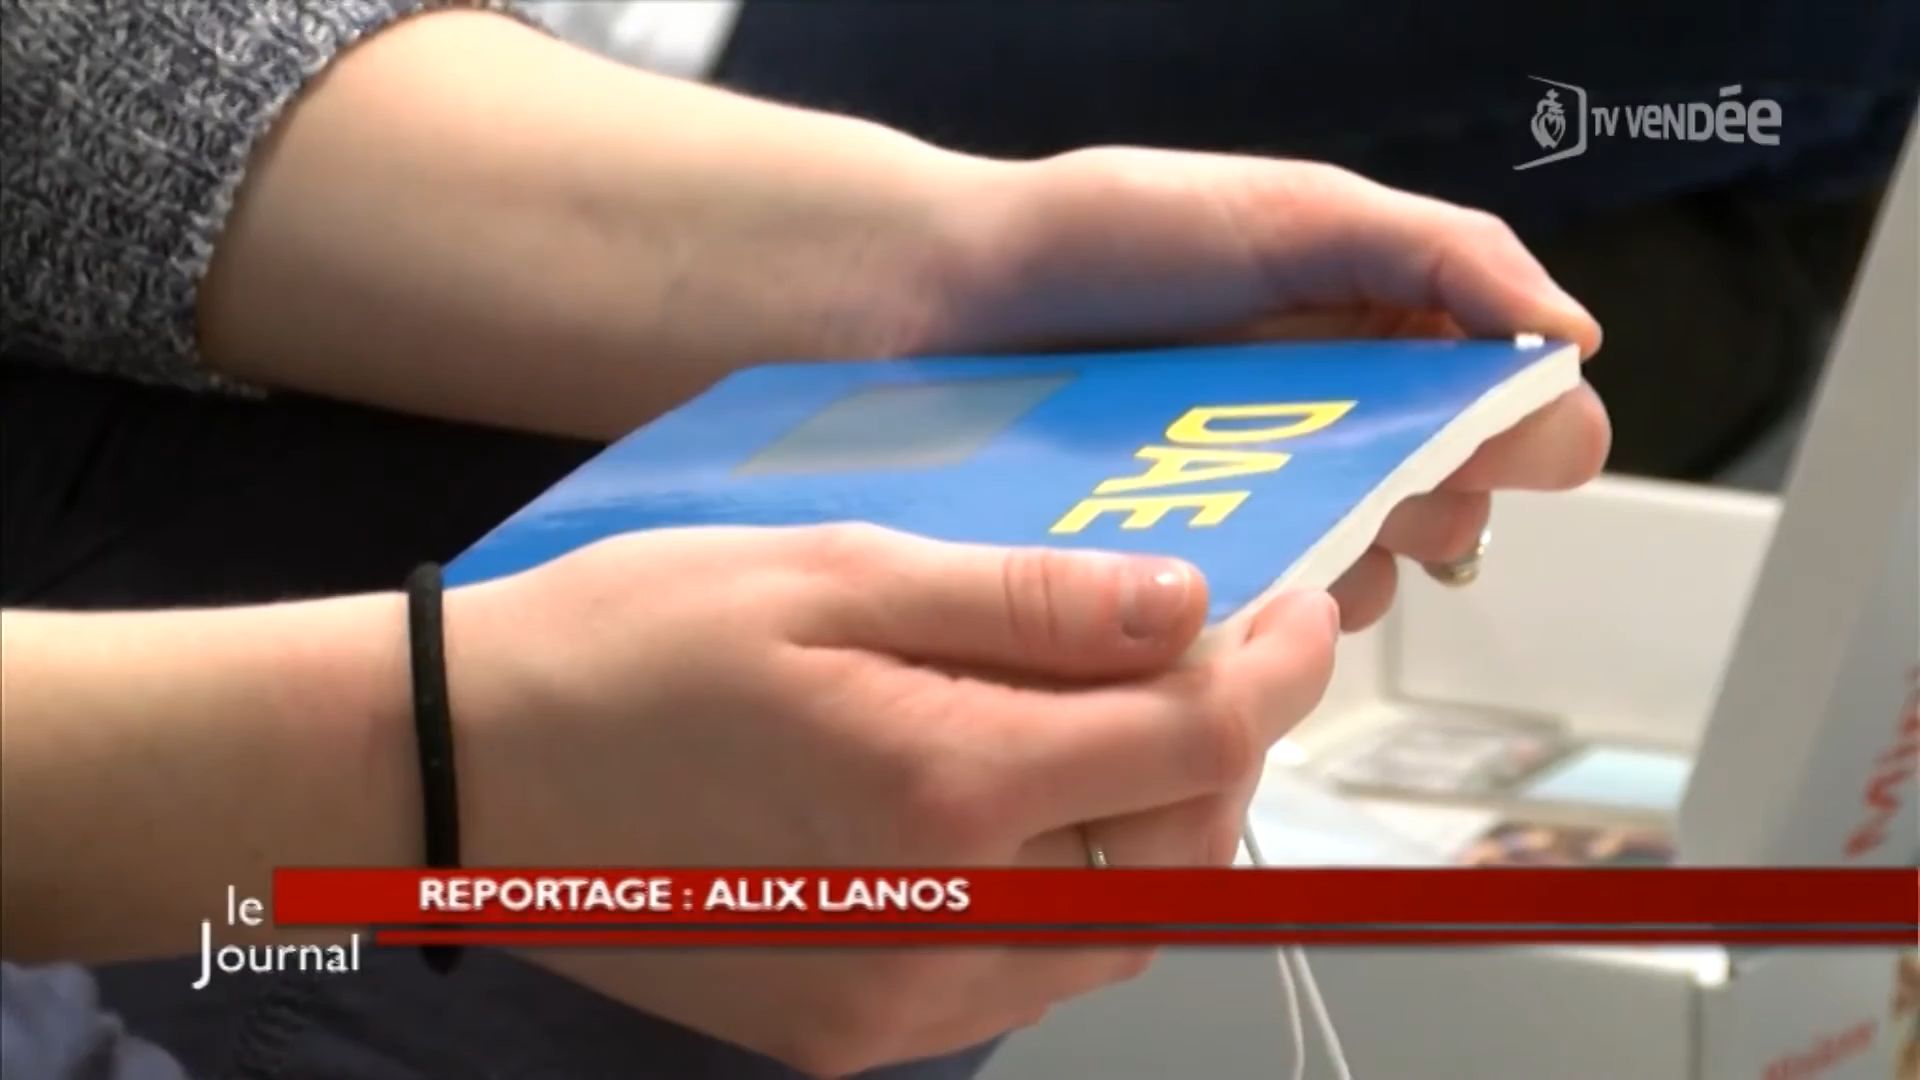 TV VENDÉE
DAE
REPORTAGE : ALIX LANOS
le
Journal